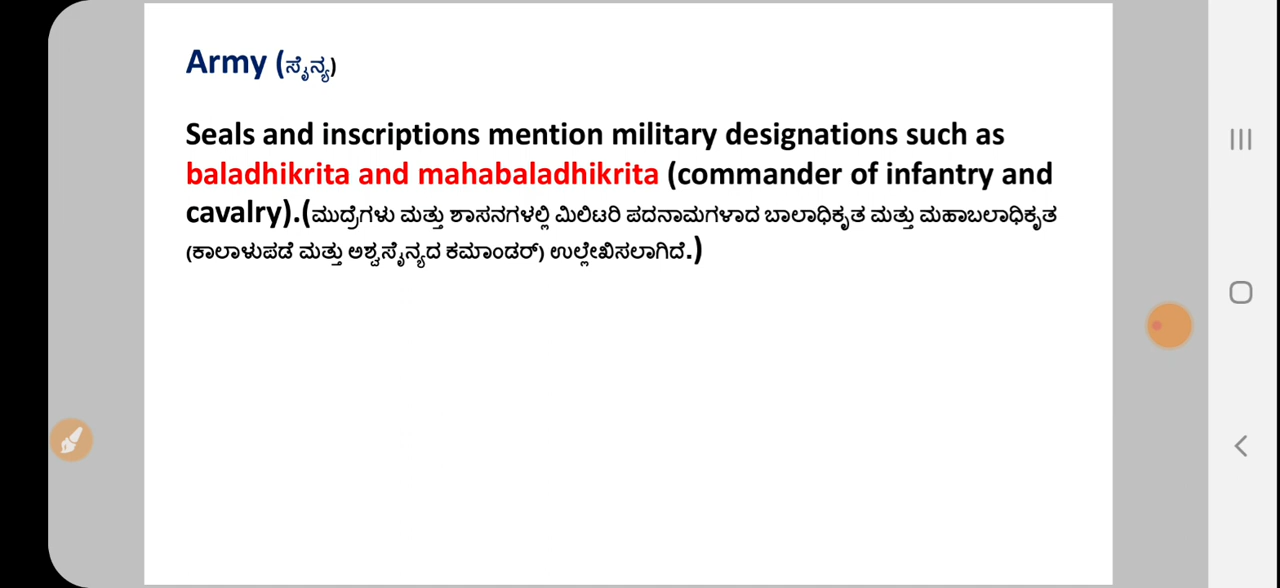 Army (ಸೈನ್ಯ)
Seals and inscriptions mention military designations such as
baladhikrita and mahabaladhikrita (commander of infantry and
cavalry).(ಮುದ್ರೆಗಳು ಮತ್ತು ಶಾಸನಗಳಲ್ಲಿ ಮಿಲಿಟರಿ ಪದನಾಮಗಳಾದ ಬಾಲಾಧಿಕೃತ ಮತ್ತು ಮಹಾಬಲಾಧಿಕೃತ
(ಕಾಲಾಳುಪಡೆ ಮತ್ತು ಅಶ್ವಸೈನ್ಯದ ಕಮಾಂಡರ್) ಉಲ್ಲೇಖಿಸಲಾಗಿದೆ.)